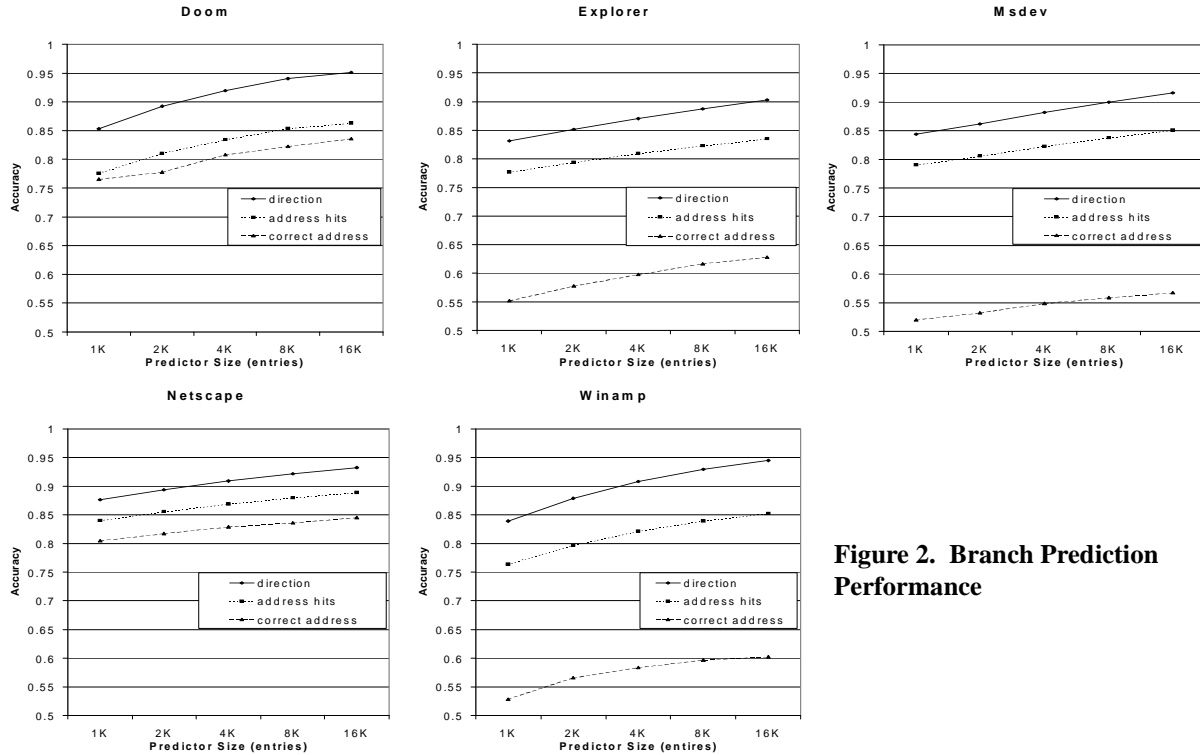 Doom
1
0.95
0.9
0.85
0.8
0.75
0.7
0.65
0.6
0.55
0.5
Accuracy
direction
address hits
correct address
1K 2K 4K 8K 16K
Predictor Size (entries)
Explorer
1
0.95
0.9
0.85
0.8
0.75
0.7
0.65
0.6
0.55
0.5
Accuracy
direction
address hits
correct address
1K 2K 4K 8K 16K
Predictor Size (entries)
Msdev
1
0.95
0.9
0.85
0.8
0.75
0.7
0.65
0.6
0.55
0.5
Accuracy
direction
address hits
correct address
1K 2K 4K 8K 16K
Predictor Size (entries)
Netscape
1
0.95
0.9
0.85
0.8
0.75
0.7
0.65
0.6
0.55
0.5
Accuracy
direction
address hits
correct address
1K 2K 4K 8K 16K
Predictor Size (entries)
Winamp
1
0.95
0.9
0.85
0.8
0.75
0.7
0.65
0.6
0.55
0.5
Accuracy
direction
address hits
correct address
1K 2K 4K 8K 16K
Predictor Size (entries)
Figure 2. Branch Prediction
Performance